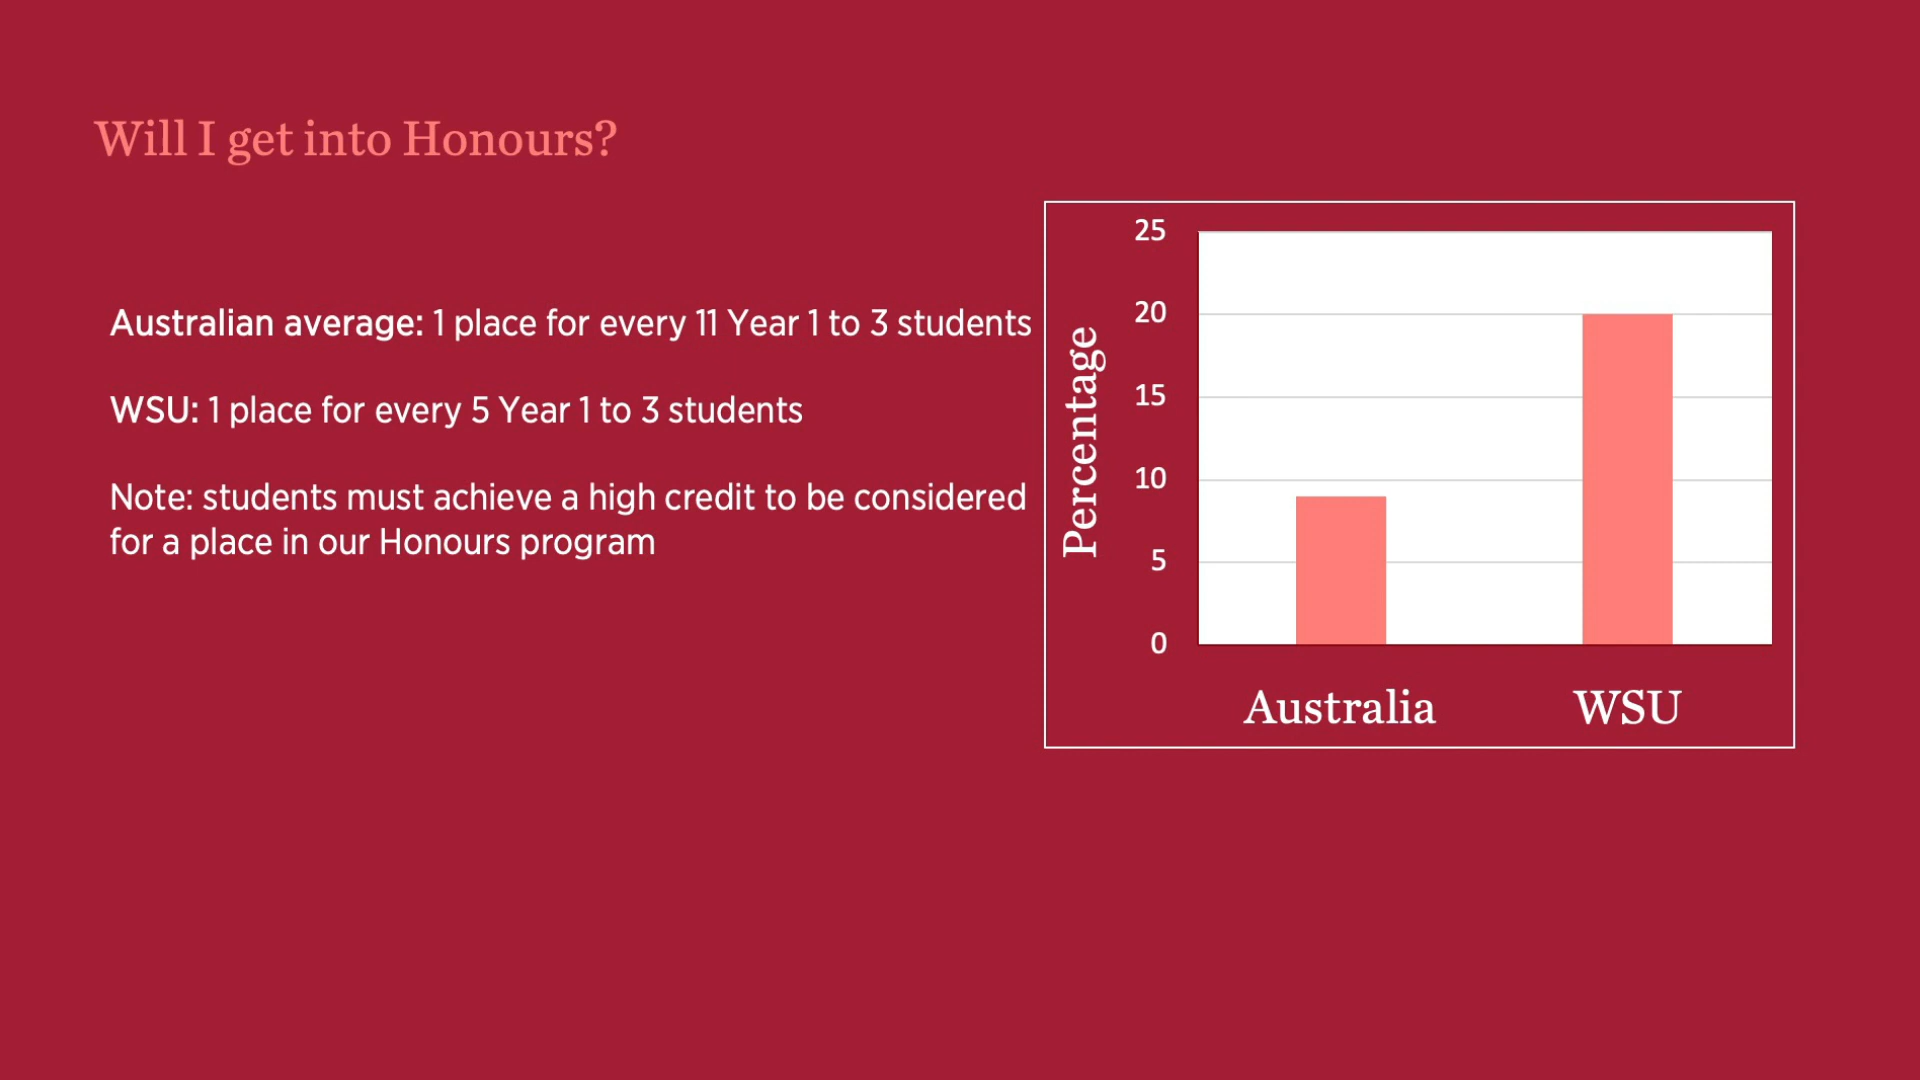 Will I get into Honours?
Australian average: 1 place for every 11 Year 1 to 3 students
WSU: 1 place for every 5 Year 1 to 3 students
Note: students must achieve a high credit to be considered
for a place in our Honours program
Percentage
25
20
15
10
5
0
Australia WSU